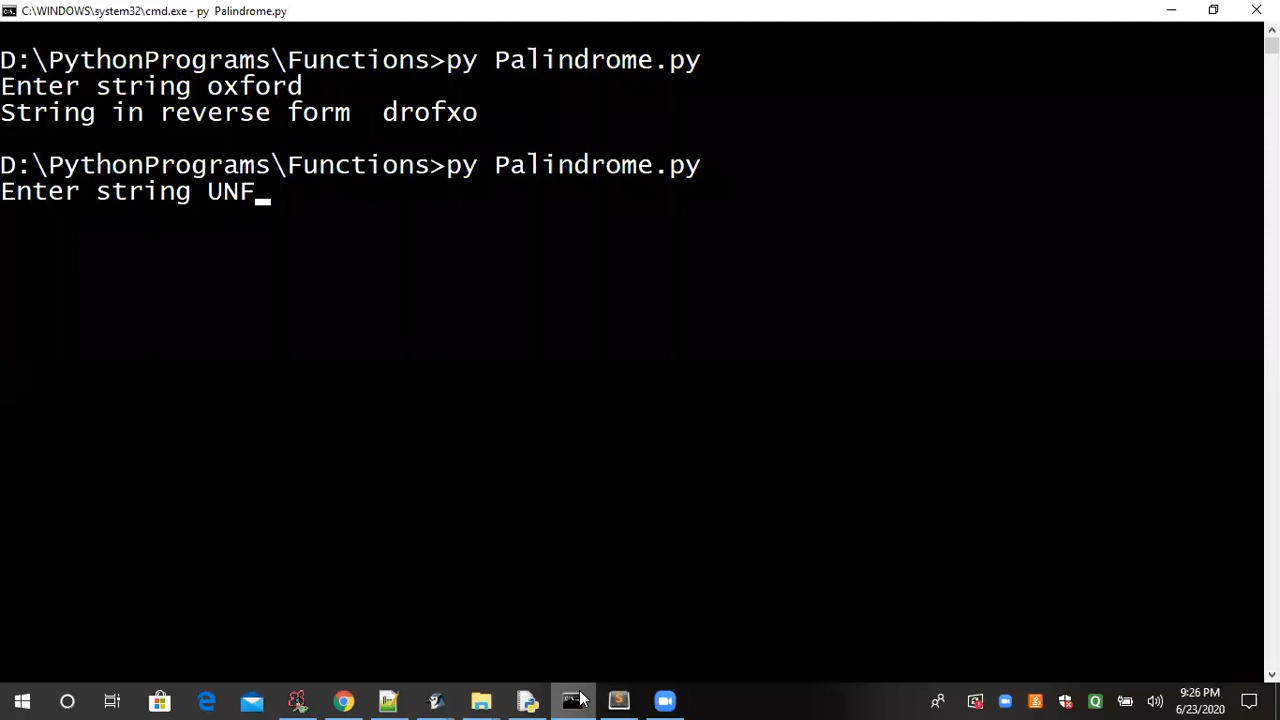 C:\WINDOWS\system32\cmd.exe - py Palindrome.py
D:\PythonPrograms\Functions>py Palindrome.py
Enter string oxford
String in reverse form  drofxo
D:\PythonPrograms\Functions>py Palindrome.py
Enter string UNF
9:26 PM
6/23/2020